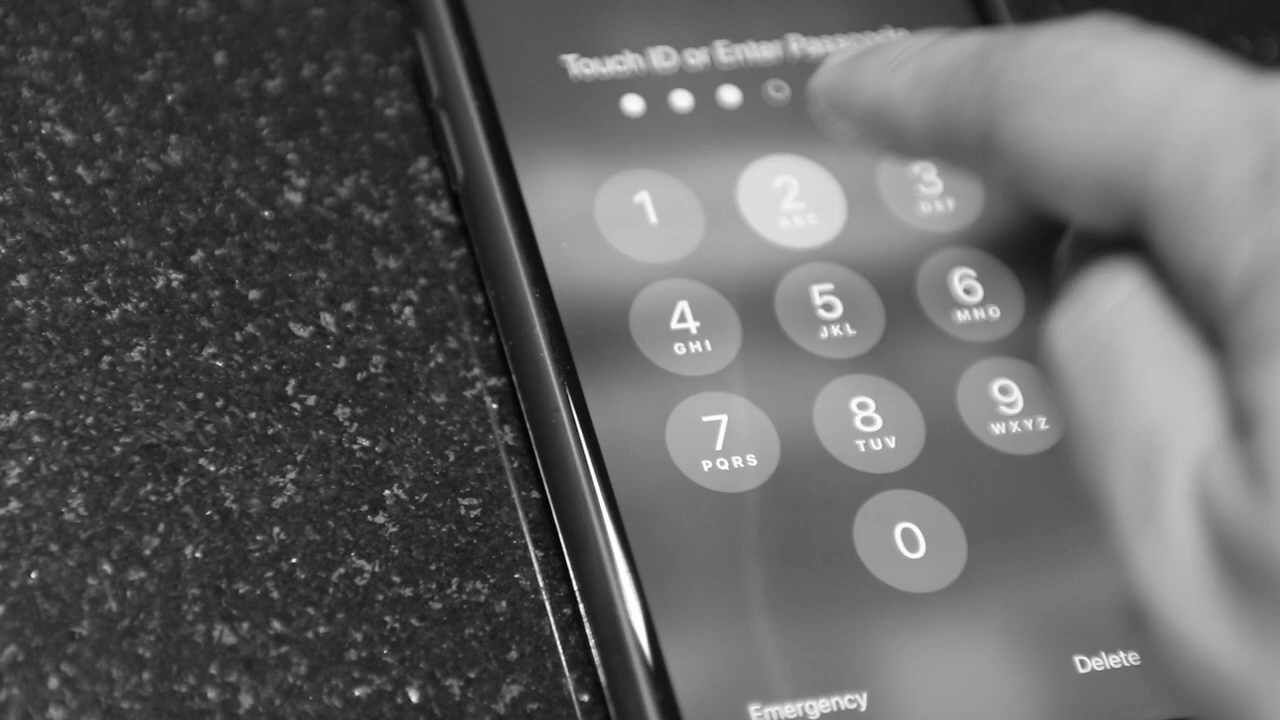 Touch ID or Enter Passcode
1
2 ABC
3 DEF
4 GHI
5 JKL
6 MNO
7 PQRS
8 TUV
9 WXYZ
0
Delete
Emergency